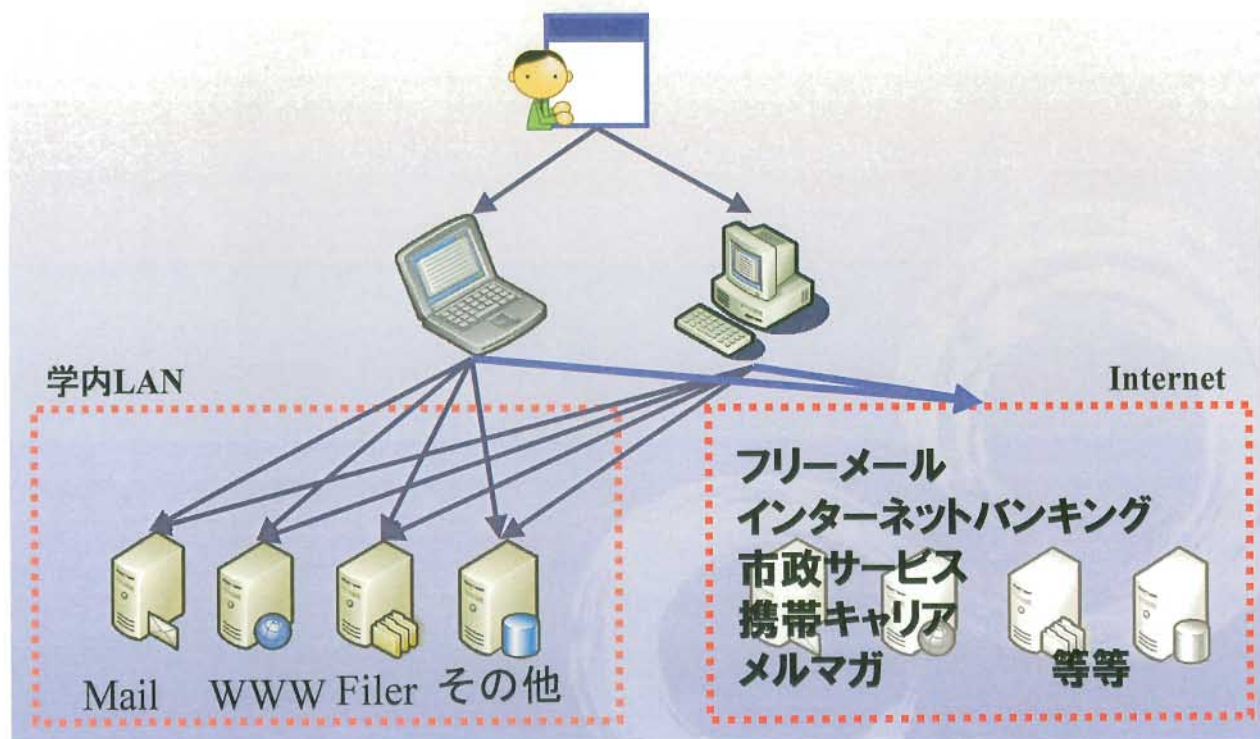 学内LAN
Internet
フリーメール
インターネットバンキング
市政サービス
携帯キャリア
メルマガ 等等
Mail WWW Filer その他